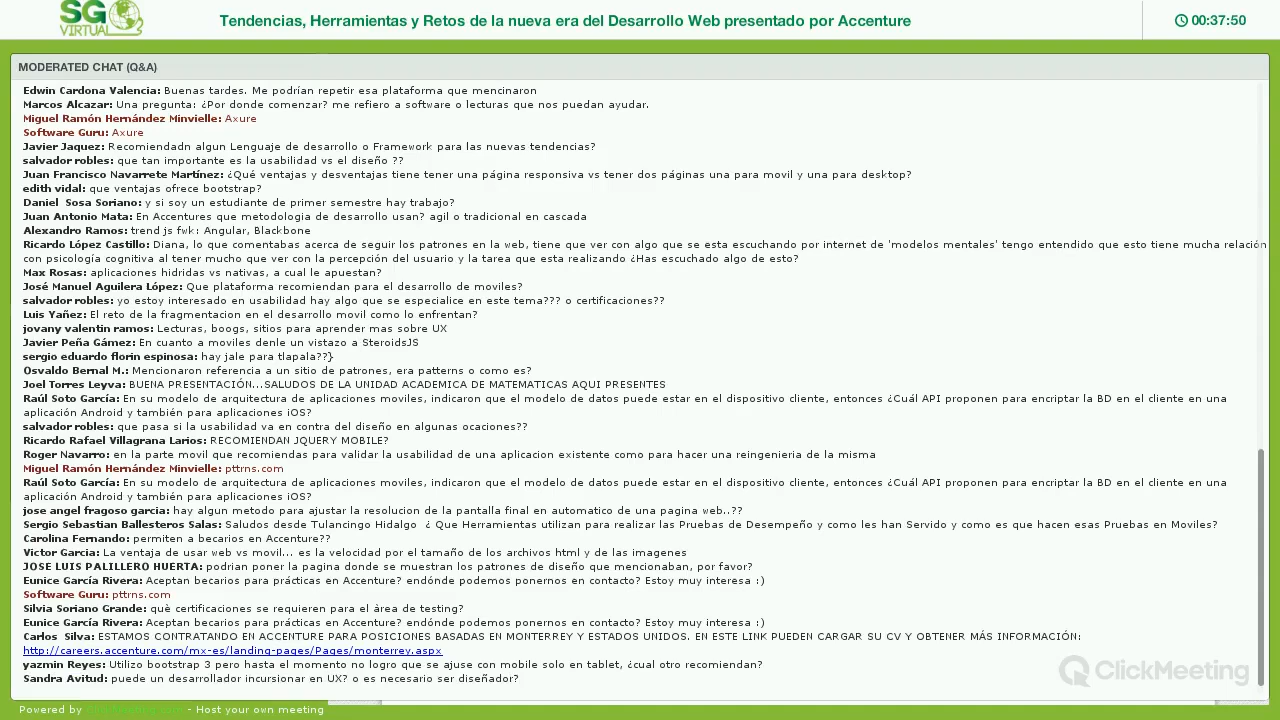 SG
VIRTUAL
Tendencias, Herramientas y Retos de la nueva era del Desarrollo Web presentado por Accenture
00:37:50
MODERATED CHAT (Q&A)
Edwin Cardona Valencia: Buenas tardes. Me podrían repetir esa plataforma que mencinaron
Marcos Alcazar: Una pregunta: ¿Por donde comenzar? me refiero a software o lecturas que nos puedan ayudar.
Miguel Ramón Hernández Minvielle: Axure
Software Guru: Axure
Javier Jaquez: Recomiendadn algun Lenguaje de desarrollo o Framework para las nuevas tendencias?
salvador robles: que tan importante es la usabilidad vs el diseño ??
Juan Francisco Navarrete Martínez: ¿Qué ventajas y desventajas tiene tener una página responsiva vs tener dos páginas una para movil y una para desktop?
edith vidal: que ventajas ofrece bootstrap?
Daniel  Sosa Soriano: y si soy un estudiante de primer semestre hay trabajo?
Juan Antonio Mata: En Accentures que metodologia de desarrollo usan? agil o tradicional en cascada
Alexandro Ramos: trend js fwk: Angular, Blackbone
Ricardo López Castillo: Diana, lo que comentabas acerca de seguir los patrones en la web, tiene que ver con algo que se esta escuchando por internet de 'modelos mentales' tengo entendido que esto tiene mucha relación
con psicología cognitiva al tener mucho que ver con la percepción del usuario y la tarea que esta realizando ¿Has escuchado algo de esto?
Max Rosas: aplicaciones hidridas vs nativas, a cual le apuestan?
José Manuel Aguilera López: Que plataforma recomiendan para el desarrollo de moviles?
salvador robles: yo estoy interesado en usabilidad hay algo que se especialice en este tema??? o certificaciones??
Luis Yañez: El reto de la fragmentacion en el desarrollo movil como lo enfrentan?
jovany valentin ramos: Lecturas, boogs, sitios para aprender mas sobre UX
Javier Peña Gámez: En cuanto a moviles denle un vistazo a SteroidsJS
sergio eduardo florin espinosa: hay jale para tlapala??}
Osvaldo Bernal M.: Mencionaron referencia a un sitio de patrones, era patterns o como es?
Joel Torres Leyva: BUENA PRESENTACIÓN...SALUDOS DE LA UNIDAD ACADEMICA DE MATEMATICAS AQUI PRESENTES
Raúl Soto García: En su modelo de arquitectura de aplicaciones moviles, indicaron que el modelo de datos puede estar en el dispositivo cliente, entonces ¿Cuál API proponen para encriptar la BD en el cliente en una
aplicación Android y también para aplicaciones iOS?
salvador robles: que pasa si la usabilidad va en contra del diseño en algunas ocaciones??
Ricardo Rafael Villagrana Larios: RECOMIENDAN JQUERY MOBILE?
Roger Navarro: en la parte movil que recomiendas para validar la usabilidad de una aplicacion existente como para hacer una reingenieria de la misma
Miguel Ramón Hernández Minvielle: pttrns.com
Raúl Soto García: En su modelo de arquitectura de aplicaciones moviles, indicaron que el modelo de datos puede estar en el dispositivo cliente, entonces ¿Cuál API proponen para encriptar la BD en el cliente en una
aplicación Android y también para aplicaciones iOS?
jose angel fragoso garcia: hay algun metodo para ajustar la resolucion de la pantalla final en automatico de una pagina web..??
Sergio Sebastian Ballesteros Salas: Saludos desde Tulancingo Hidalgo  ¿ Que Herramientas utilizan para realizar las Pruebas de Desempeño y como les han Servido y como es que hacen esas Pruebas en Moviles?
Carolina Fernando: permiten a becarios en Accenture??
Victor Garcia: La ventaja de usar web vs movil... es la velocidad por el tamaño de los archivos html y de las imagenes
JOSE LUIS PALILLERO HUERTA: podrian poner la pagina donde se muestran los patrones de diseño que mencionaban, por favor?
Eunice García Rivera: Aceptan becarios para prácticas en Accenture? endónde podemos ponernos en contacto? Estoy muy interesa :)
Software Guru: pttrns.com
Silvia Soriano Grande: què certificaciones se requieren para el área de testing?
Eunice García Rivera: Aceptan becarios para prácticas en Accenture? endónde podemos ponernos en contacto? Estoy muy interesa :)
Carlos  Silva: ESTAMOS CONTRATANDO EN ACCENTURE PARA POSICIONES BASADAS EN MONTERREY Y ESTADOS UNIDOS. EN ESTE LINK PUEDEN CARGAR SU CV Y OBTENER MÁS INFORMACIÓN:
http://careers.accenture.com/mx-es/landing-pages/Pages/monterrey.aspx
yazmin Reyes: Utilizo bootstrap 3 pero hasta el momento no logro que se ajuse con mobile solo en tablet, ¿cual otro recomiendan?
Sandra Avitud: puede un desarrollador incursionar en UX? o es necesario ser diseñador?
ClickMeeting
Powered by ClickMeeting.com - Host your own meeting